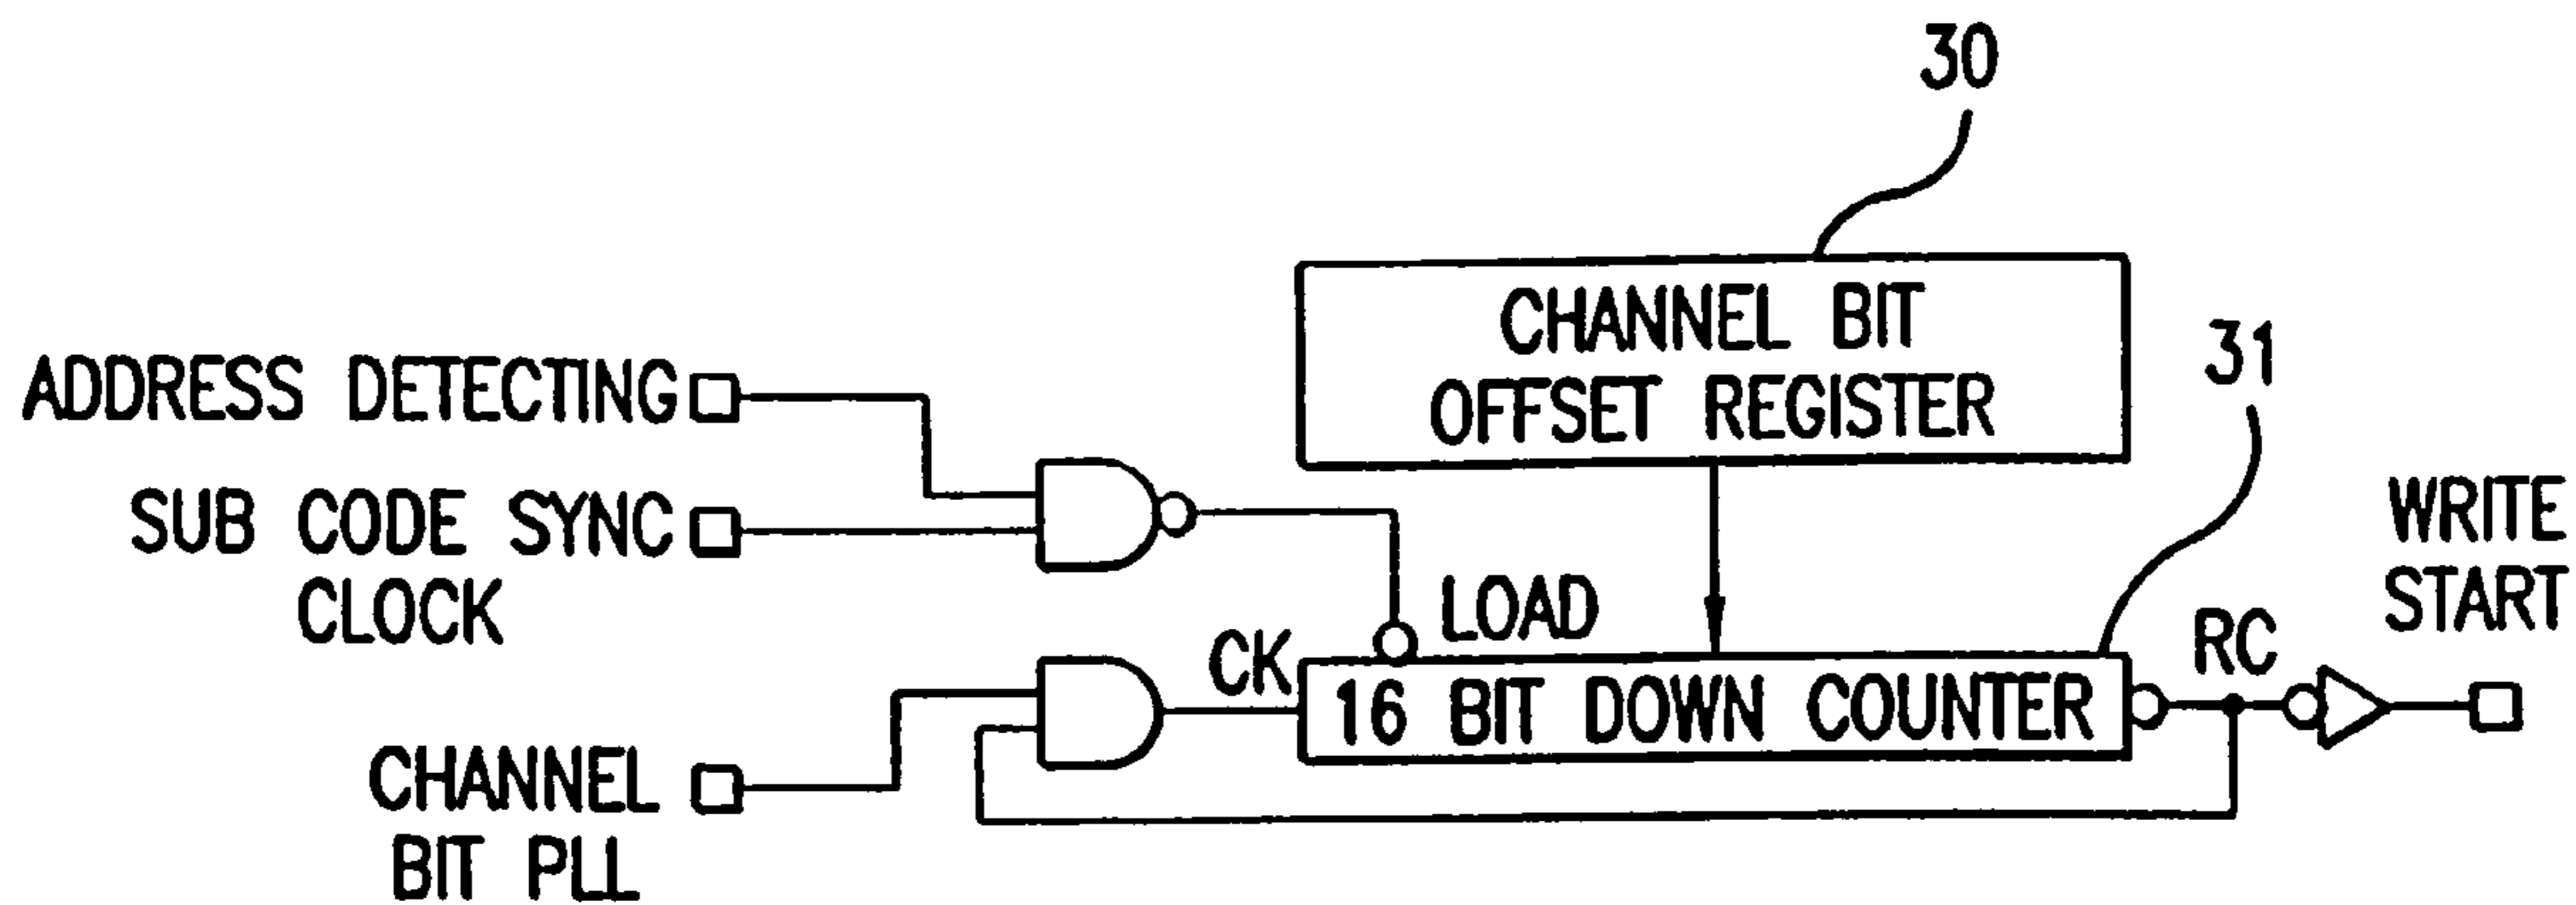 30
CHANNEL BIT
OFFSET REGISTER
31
ADDRESS DETECTING
SUB CODE SYNC
CLOCK
LOAD
CK
16 BIT DOWN COUNTER
RC
WRITE
START
CHANNEL
BIT PLL